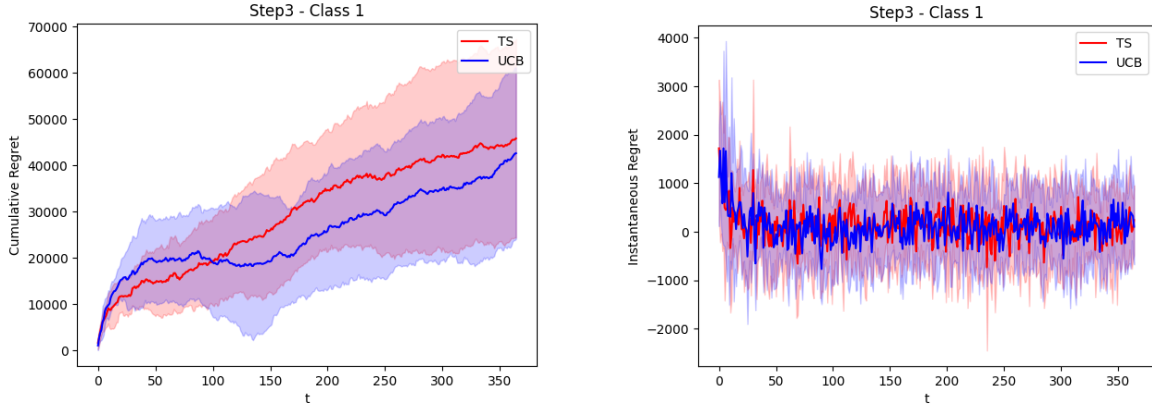 Step3 - Class 1
Cumulative Regret
70000
60000
50000
40000
30000
20000
10000
0
0 50 100 150 200 250 300 350
t
TS
UCB
Step3 - Class 1
Instantaneous Regret
4000
3000
2000
1000
0
−1000
−2000
0 50 100 150 200 250 300 350
t
TS
UCB